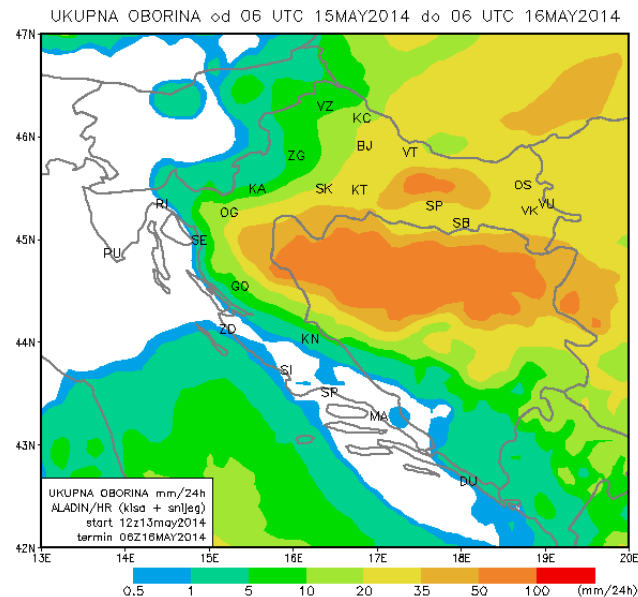 UKUPNA OBORINA od 06 UTC 15MAY2014 do 06 UTC 16MAY2014
47N
VZ
KC
46N
BJ
VT
ZG
OS
KA
SK
KT
RI
SP
VU
OG
VK
SB
45N
SE
PU
GO
ZD
44N
KN
SI
SP
MA
43N
DU
UKUPNA OBORINA mm/24h
ALADIN/HR (kisa + snijeg)
start 12z13may2014
termin 06Z16MAY2014
42N
13E 14E 15E 16E 17E 18E 19E 20E
0.5 1 5 10 20 35 50 100 (mm/24h)